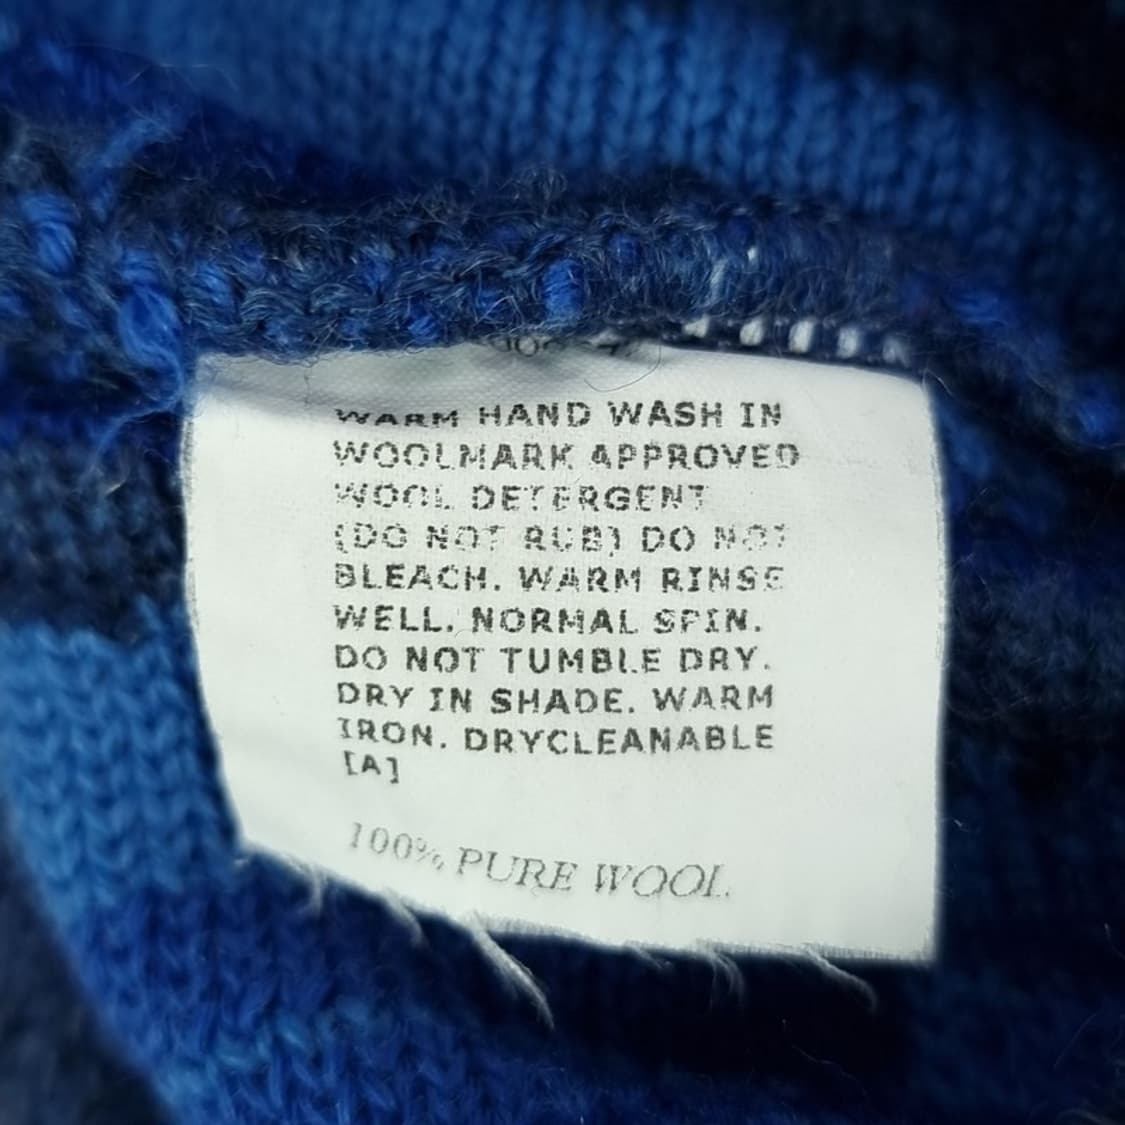 WARM HAND WASH IN
WOOLMARK APPROVED
WOOL DETERGENT
(DO NOT RUB) DO NOT
BLEACH. WARM RINSE
WELL. NORMAL SPIN.
DO NOT TUMBLE DRY.
DRY IN SHADE. WARM
IRON. DRYCLEANABLE
[A]
100% PURE WOOL